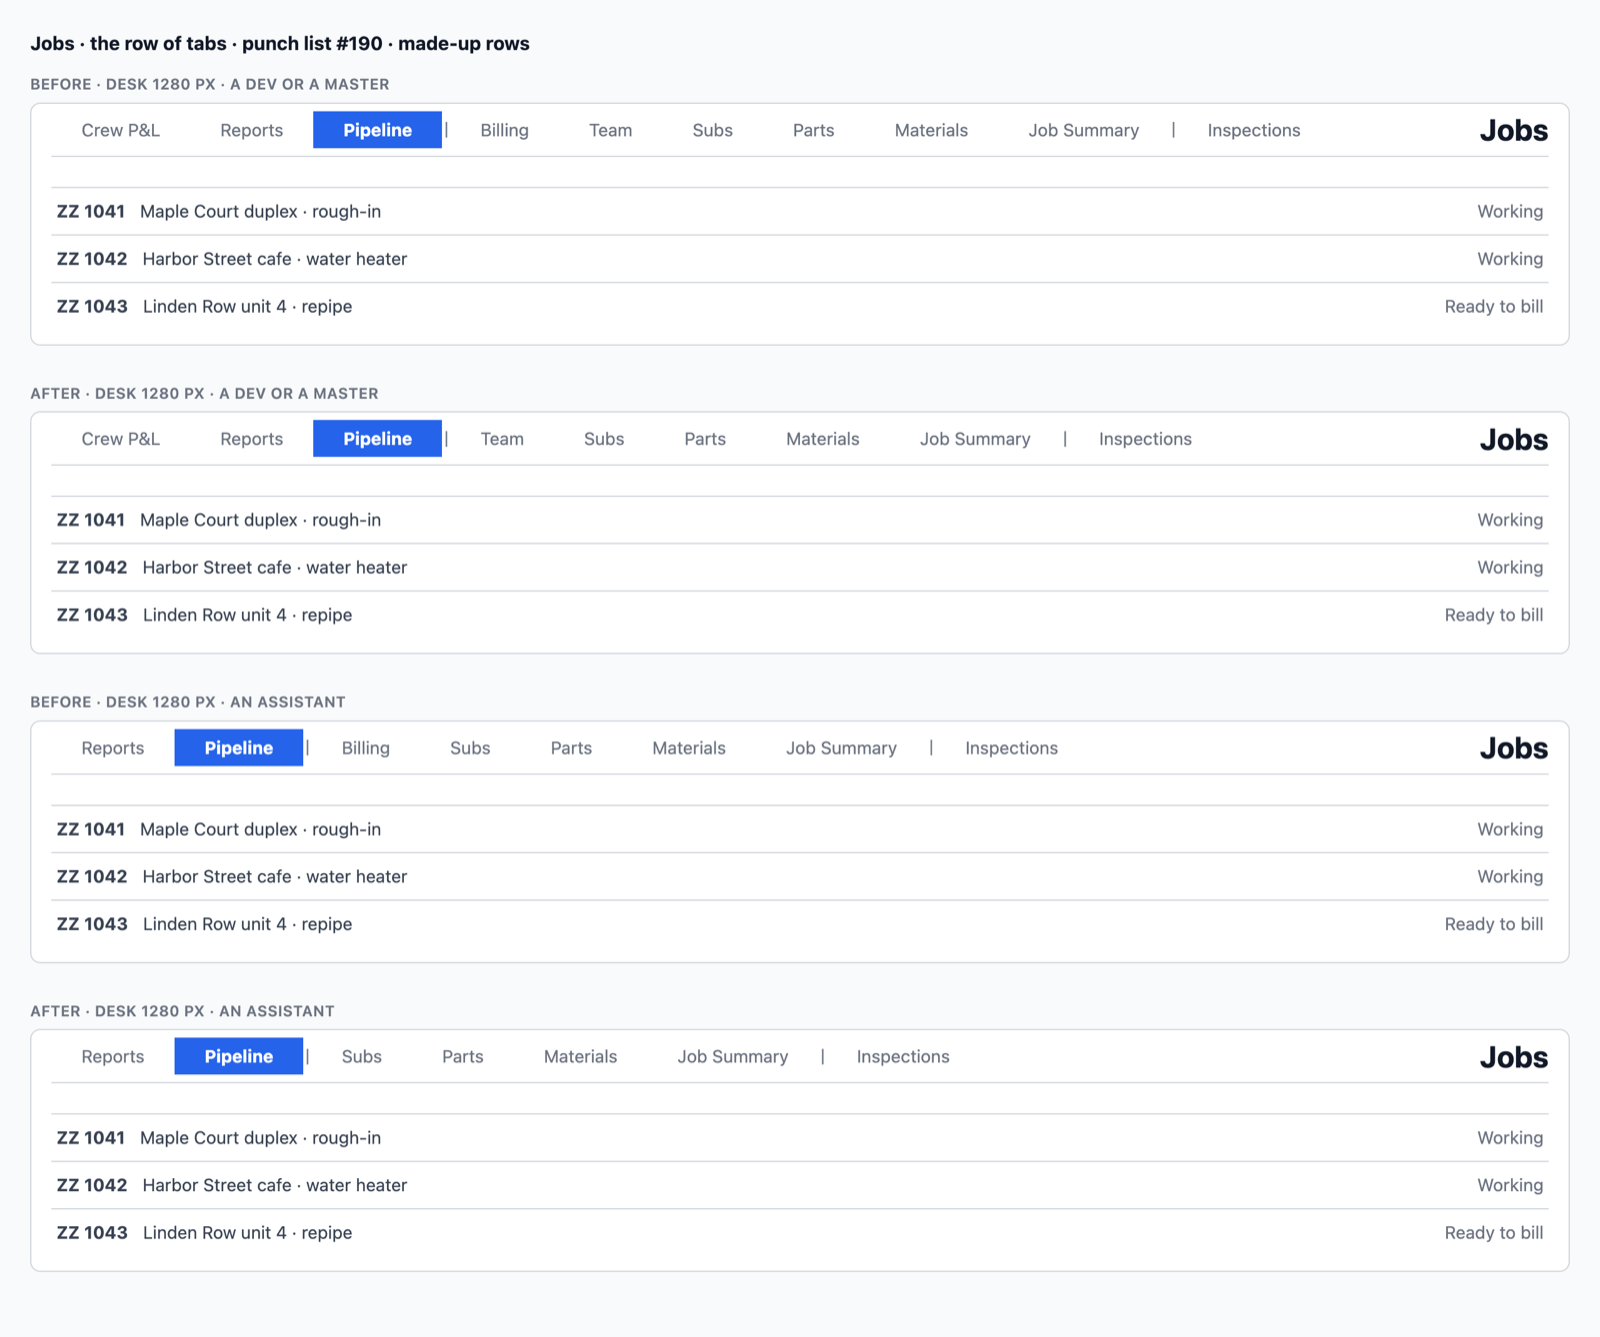 Jobs · the row of tabs · punch list #190 · made-up rows
BEFORE · DESK 1280 PX · A DEV OR A MASTER
Crew P&L Reports Pipeline | Billing Team Subs Parts Materials Job Summary | Inspections Jobs
ZZ 1041 Maple Court duplex · rough-in Working
ZZ 1042 Harbor Street cafe · water heater Working
ZZ 1043 Linden Row unit 4 · repipe Ready to bill
AFTER · DESK 1280 PX · A DEV OR A MASTER
Crew P&L Reports Pipeline | Team Subs Parts Materials Job Summary | Inspections Jobs
ZZ 1041 Maple Court duplex · rough-in Working
ZZ 1042 Harbor Street cafe · water heater Working
ZZ 1043 Linden Row unit 4 · repipe Ready to bill
BEFORE · DESK 1280 PX · AN ASSISTANT
Reports Pipeline | Billing Subs Parts Materials Job Summary | Inspections Jobs
ZZ 1041 Maple Court duplex · rough-in Working
ZZ 1042 Harbor Street cafe · water heater Working
ZZ 1043 Linden Row unit 4 · repipe Ready to bill
AFTER · DESK 1280 PX · AN ASSISTANT
Reports Pipeline | Subs Parts Materials Job Summary | Inspections Jobs
ZZ 1041 Maple Court duplex · rough-in Working
ZZ 1042 Harbor Street cafe · water heater Working
ZZ 1043 Linden Row unit 4 · repipe Ready to bill